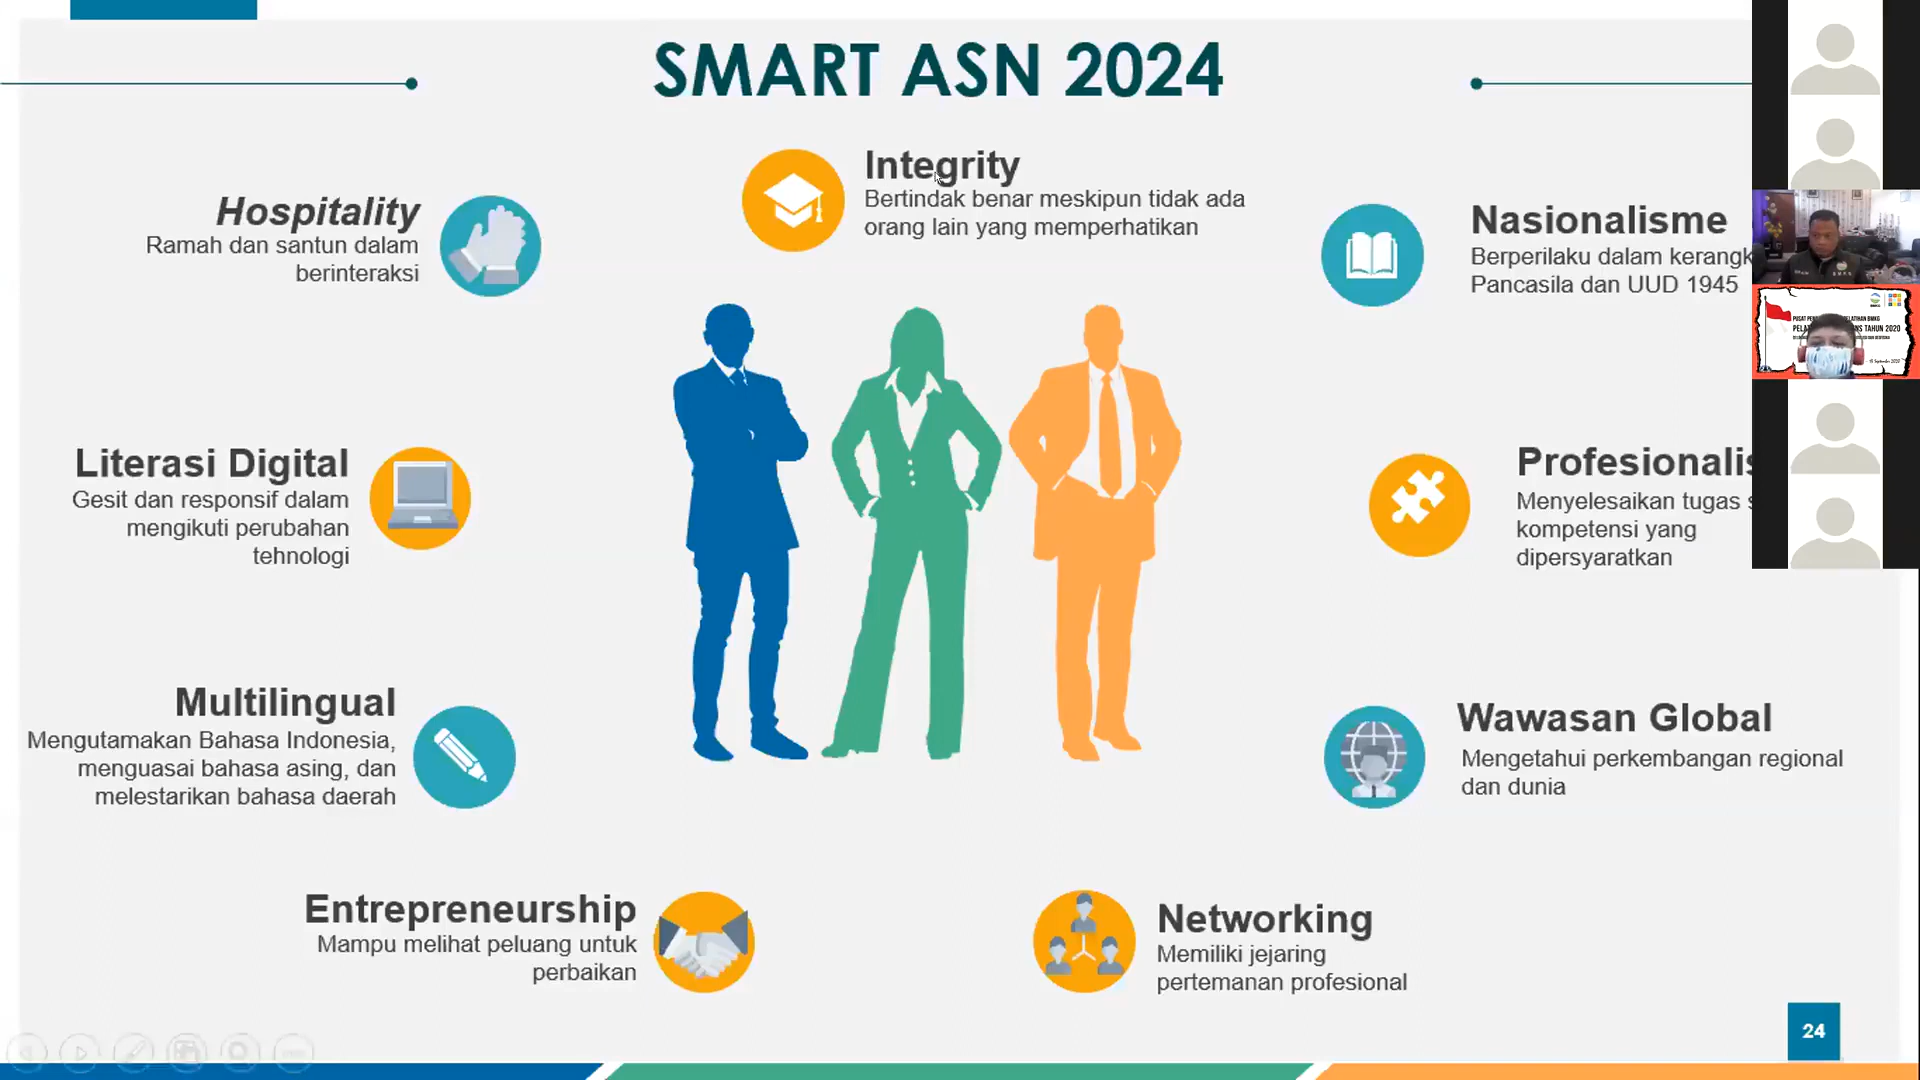 SMART ASN 2024
Integrity
Bertindak benar meskipun tidak ada
orang lain yang memperhatikan
Hospitality
Ramah dan santun dalam
berinteraksi
Nasionalisme
Berperilaku dalam kerangk
Pancasila dan UUD 1945
PELAT
TAHUN 2020
Literasi Digital
Gesit dan responsif dalam
mengikuti perubahan
tehnologi
Profesionalis
Menyelesaikan tugas s
kompetensi yang
dipersyaratkan
Multilingual
Mengutamakan Bahasa Indonesia,
menguasai bahasa asing, dan
melestarikan bahasa daerah
Wawasan Global
Mengetahui perkembangan regional
dan dunia
Entrepreneurship
Mampu melihat peluang untuk
perbaikan
Networking
Memiliki jejaring
pertemanan profesional
24